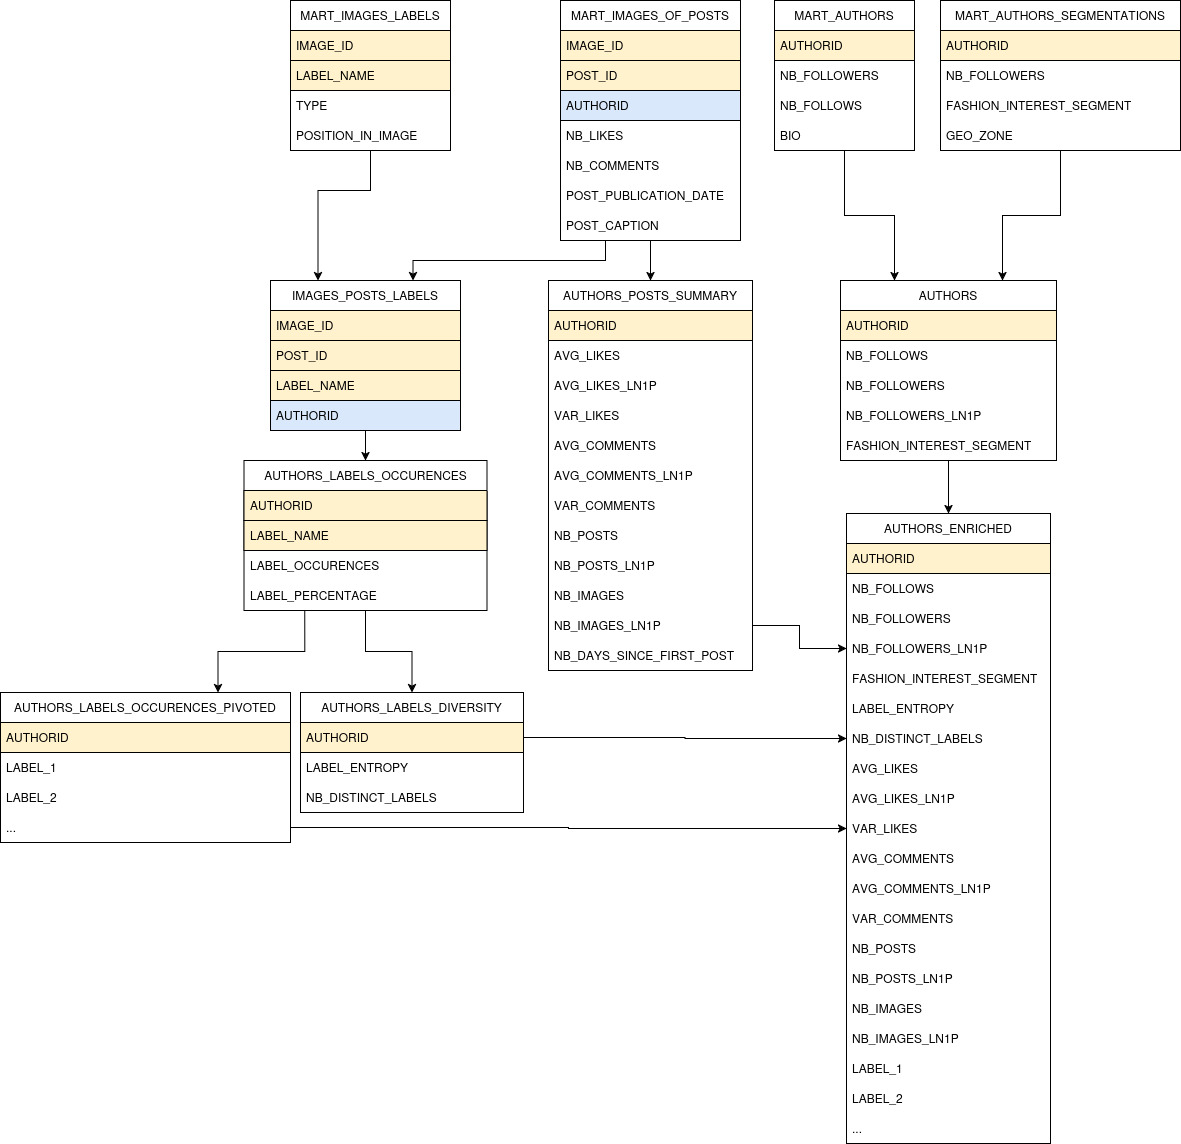 MART_IMAGES_LABELS
IMAGE_ID
LABEL_NAME
TYPE
POSITION_IN_IMAGE
MART_IMAGES_OF_POSTS
IMAGE_ID
POST_ID
AUTHORID
NB_LIKES
NB_COMMENTS
POST_PUBLICATION_DATE
POST_CAPTION
MART_AUTHORS
AUTHORID
NB_FOLLOWERS
NB_FOLLOWS
BIO
MART_AUTHORS_SEGMENTATIONS
AUTHORID
NB_FOLLOWERS
FASHION_INTEREST_SEGMENT
GEO_ZONE
IMAGES_POSTS_LABELS
IMAGE_ID
POST_ID
LABEL_NAME
AUTHORID
AUTHORS_POSTS_SUMMARY
AUTHORID
AVG_LIKES
AVG_LIKES_LN1P
VAR_LIKES
AVG_COMMENTS
AVG_COMMENTS_LN1P
VAR_COMMENTS
NB_POSTS
NB_POSTS_LN1P
NB_IMAGES
NB_IMAGES_LN1P
NB_DAYS_SINCE_FIRST_POST
AUTHORS
AUTHORID
NB_FOLLOWS
NB_FOLLOWERS
NB_FOLLOWERS_LN1P
FASHION_INTEREST_SEGMENT
AUTHORS_LABELS_OCCURENCES
AUTHORID
LABEL_NAME
LABEL_OCCURENCES
LABEL_PERCENTAGE
AUTHORS_LABELS_OCCURENCES_PIVOTED
AUTHORID
LABEL_1
LABEL_2
...
AUTHORS_LABELS_DIVERSITY
AUTHORID
LABEL_ENTROPY
NB_DISTINCT_LABELS
AUTHORS_ENRICHED
AUTHORID
NB_FOLLOWS
NB_FOLLOWERS
NB_FOLLOWERS_LN1P
FASHION_INTEREST_SEGMENT
LABEL_ENTROPY
NB_DISTINCT_LABELS
AVG_LIKES
AVG_LIKES_LN1P
VAR_LIKES
AVG_COMMENTS
AVG_COMMENTS_LN1P
VAR_COMMENTS
NB_POSTS
NB_POSTS_LN1P
NB_IMAGES
NB_IMAGES_LN1P
LABEL_1
LABEL_2
...